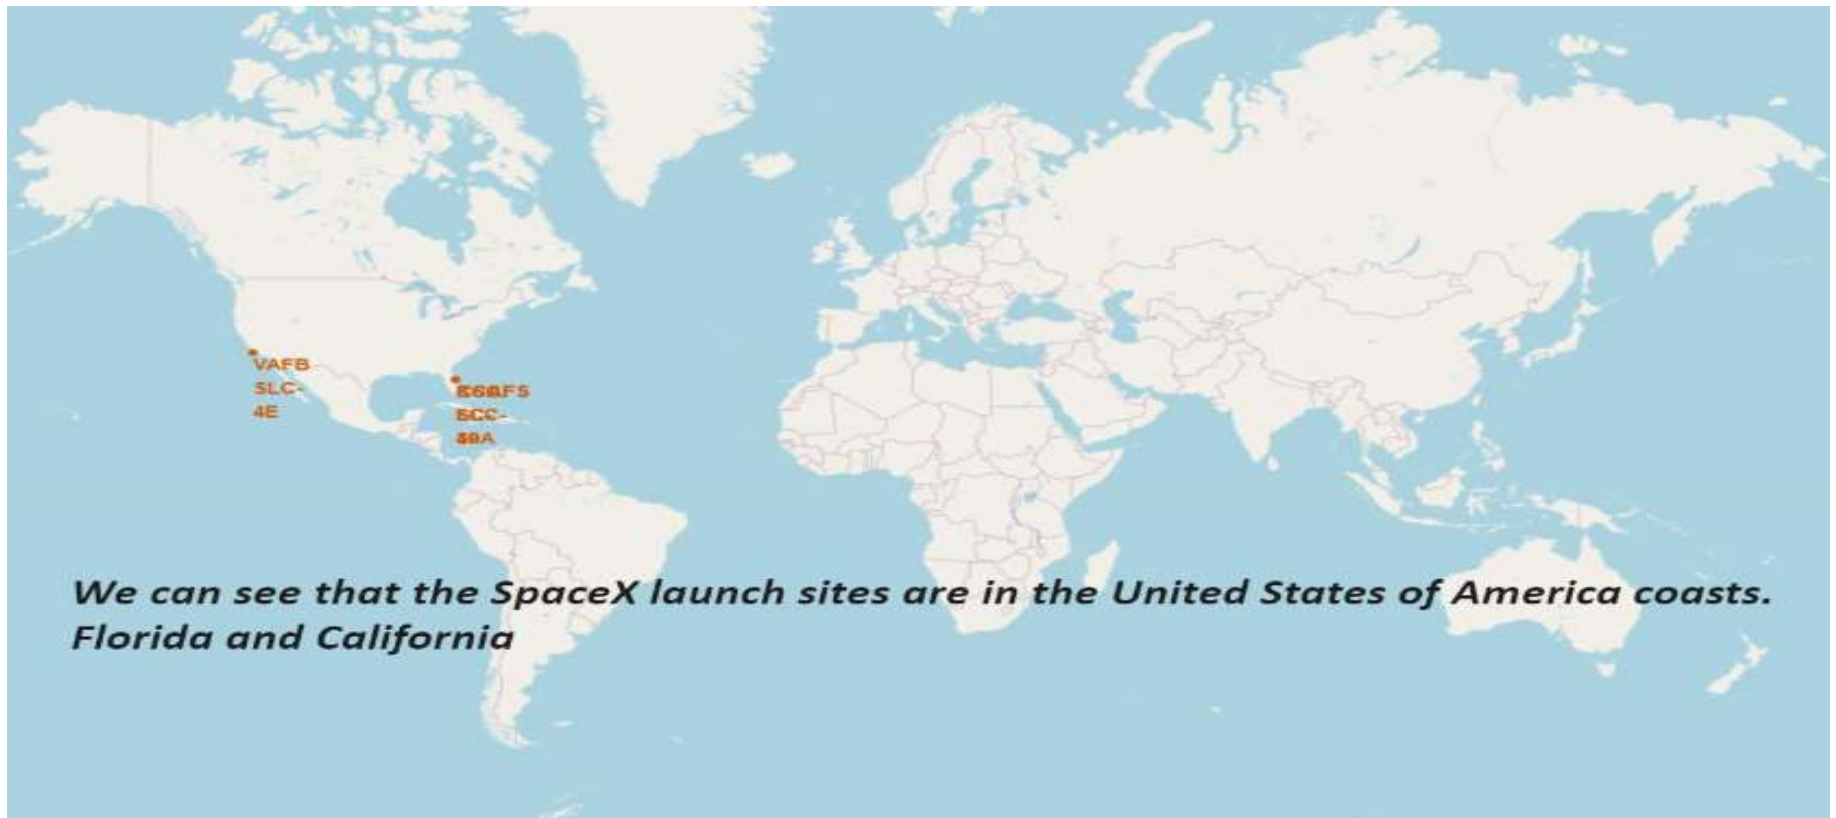 VAFB
SLC-
4E
We can see that the SpaceX launch sites are in the United States of America coasts.
Florida and California